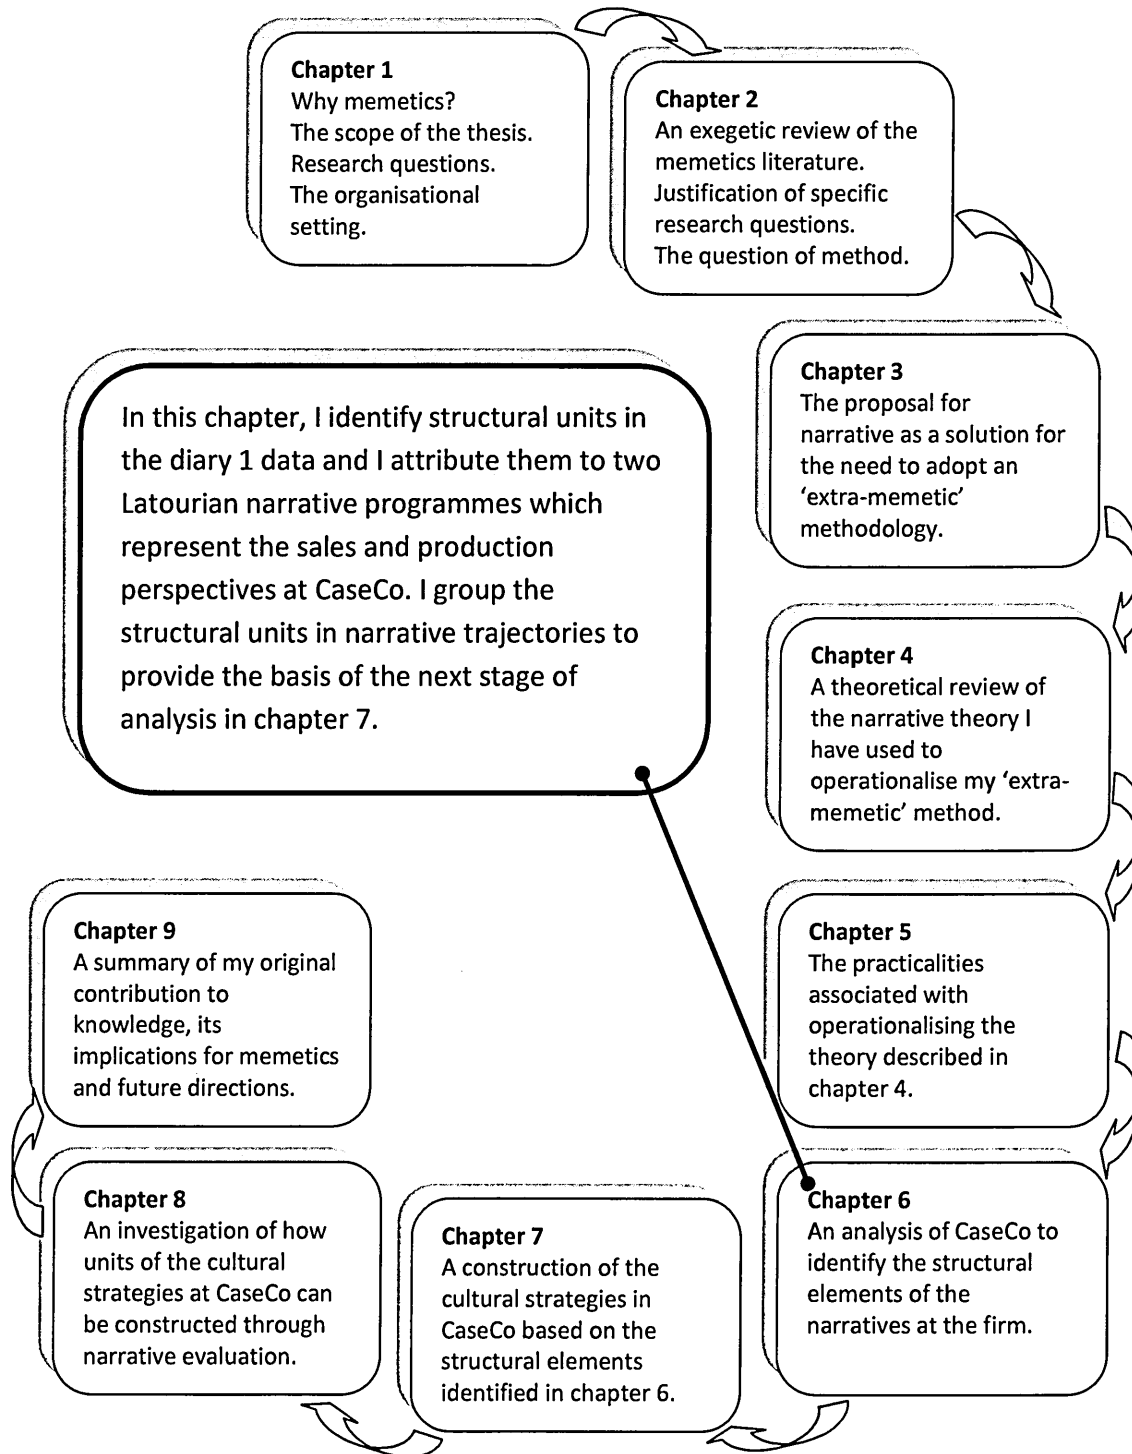 Chapter 1
Why memetics?
The scope of the thesis.
Research questions.
The organisational
setting.
Chapter 2
An exegetic review of the
memetics literature.
Justification of specific
research questions.
The question of method.
Chapter 3
The proposal for
narrative as a solution for
the need to adopt an
‘extra-memetic’
methodology.
In this chapter, I identify structural units in
the diary 1 data and I attribute them to two
Latourian narrative programmes which
represent the sales and production
perspectives at CaseCo. I group the
structural units in narrative trajectories to
provide the basis of the next stage of
analysis in chapter 7.
Chapter 4
A theoretical review of
the narrative theory I
have used to
operationalise my ‘extra-
memetic’ method.
Chapter 5
The practicalities
associated with
operationalising the
theory described in
chapter 4.
Chapter 6
An analysis of CaseCo to
identify the structural
elements of the
narratives at the firm.
Chapter 7
A construction of the
cultural strategies in
CaseCo based on the
structural elements
identified in chapter 6.
Chapter 8
An investigation of how
units of the cultural
strategies at CaseCo can
be constructed through
narrative evaluation.
Chapter 9
A summary of my original
contribution to
knowledge, its
implications for memetics
and future directions.